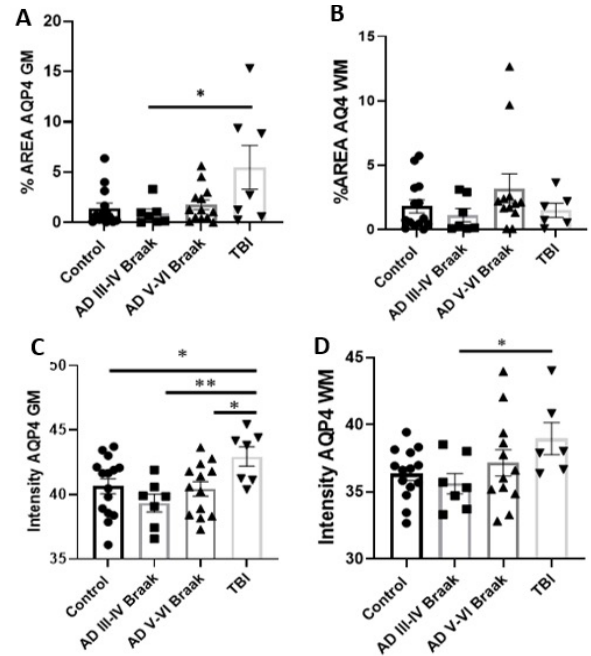 A
% AREA AQP4 GM
20
15
10
5
0
*
Control
AD III-IV Braak
AD V-VI Braak
TBI
B
%AREA AQ4 WM
15
10
5
0
Control
AD III-IV Braak
AD V-VI Braak
TBI
C
Intensity AQP4 GM
50
45
40
35
*
**
*
Control
AD III-IV Braak
AD V-VI Braak
TBI
D
Intensity AQP4 WM
45
40
35
30
*
Control
AD III-IV Braak
AD V-VI Braak
TBI